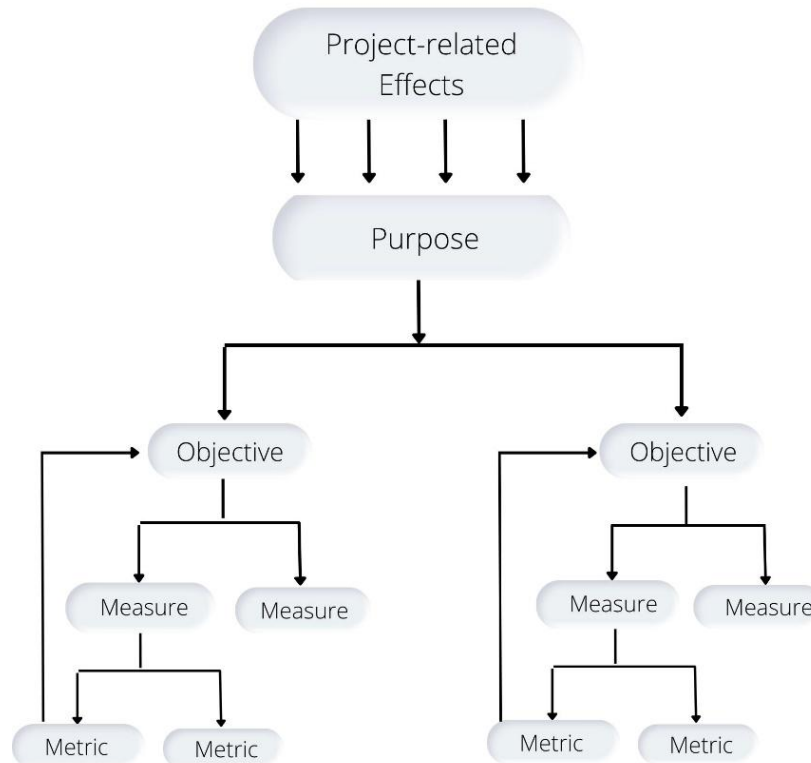 Project-related
Effects
Purpose
Objective
Objective
Measure
Measure
Measure
Measure
Metric
Metric
Metric
Metric